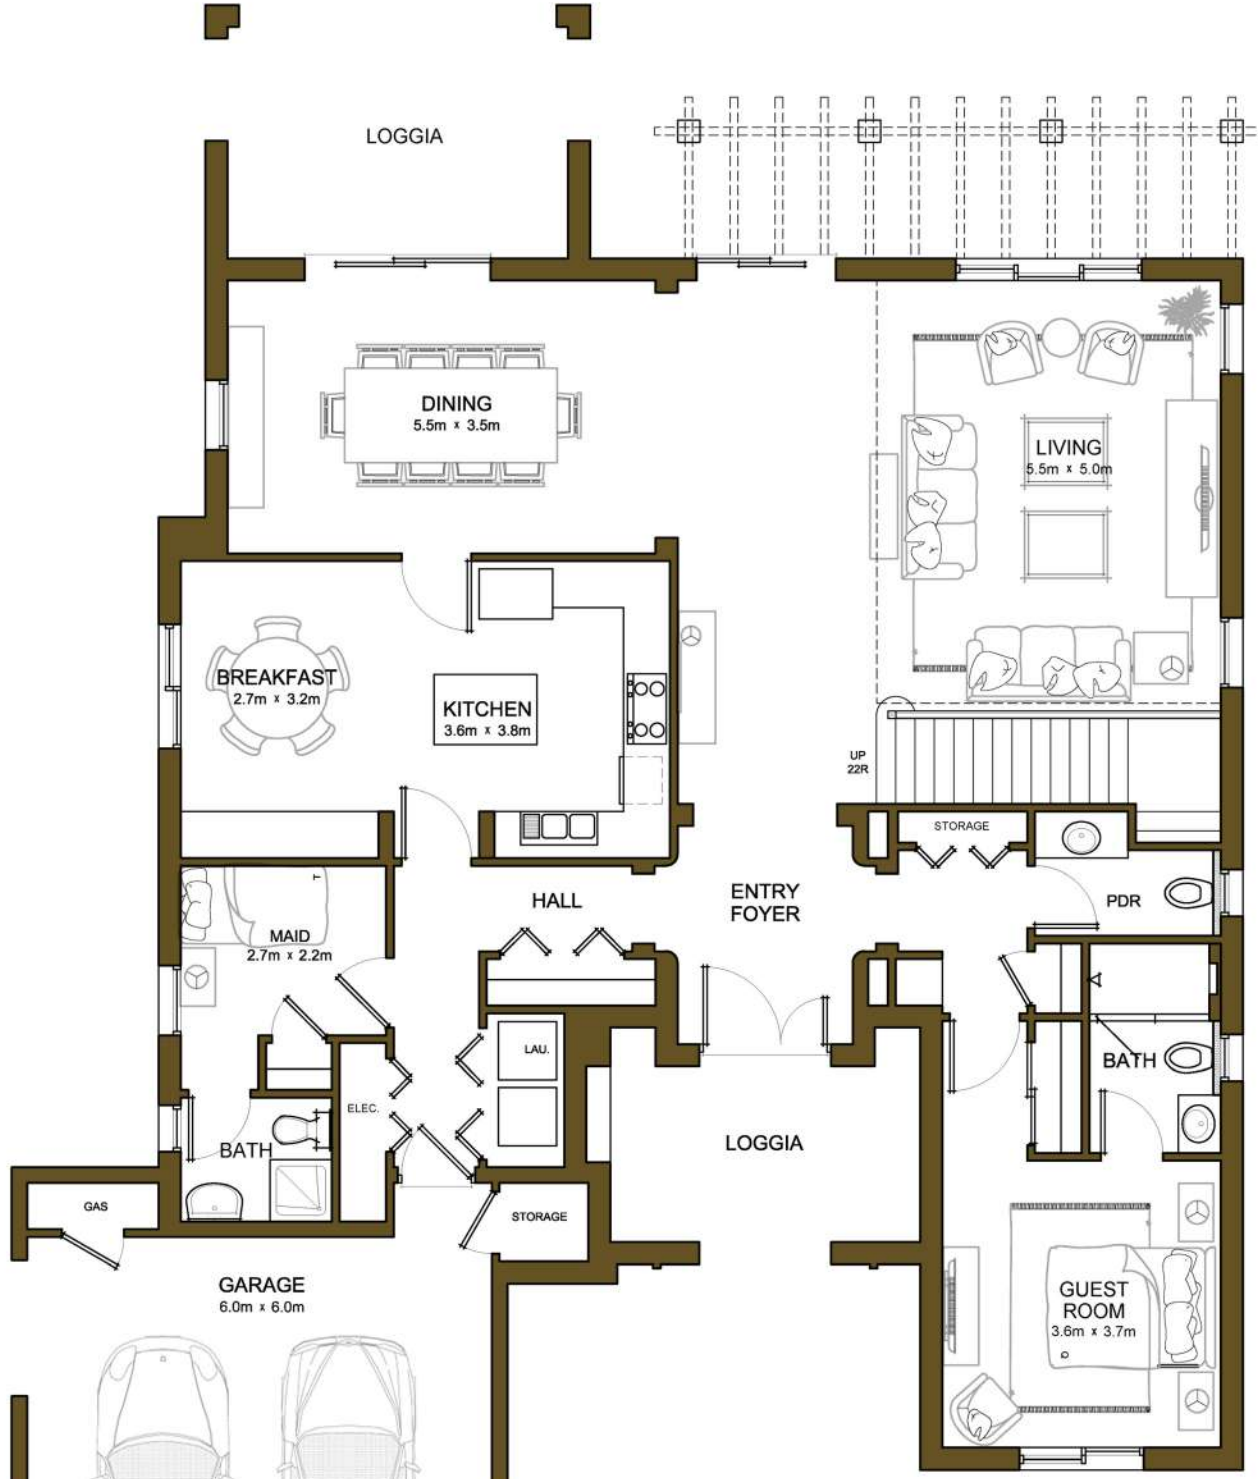 LOGGIA
DINING
5.5m x 3.5m
LIVING
5.5m x 5.0m
BREAKFAST
2.7m x 3.2m
KITCHEN
3.6m x 3.8m
UP
22R
STORAGE
HALL
ENTRY
FOYER
PDR
MAID
2.7m x 2.2m
LAU.
BATH
ELEC.
BATH
LOGGIA
GAS
STORAGE
GARAGE
6.0m x 6.0m
GUEST
ROOM
3.6m x 3.7m